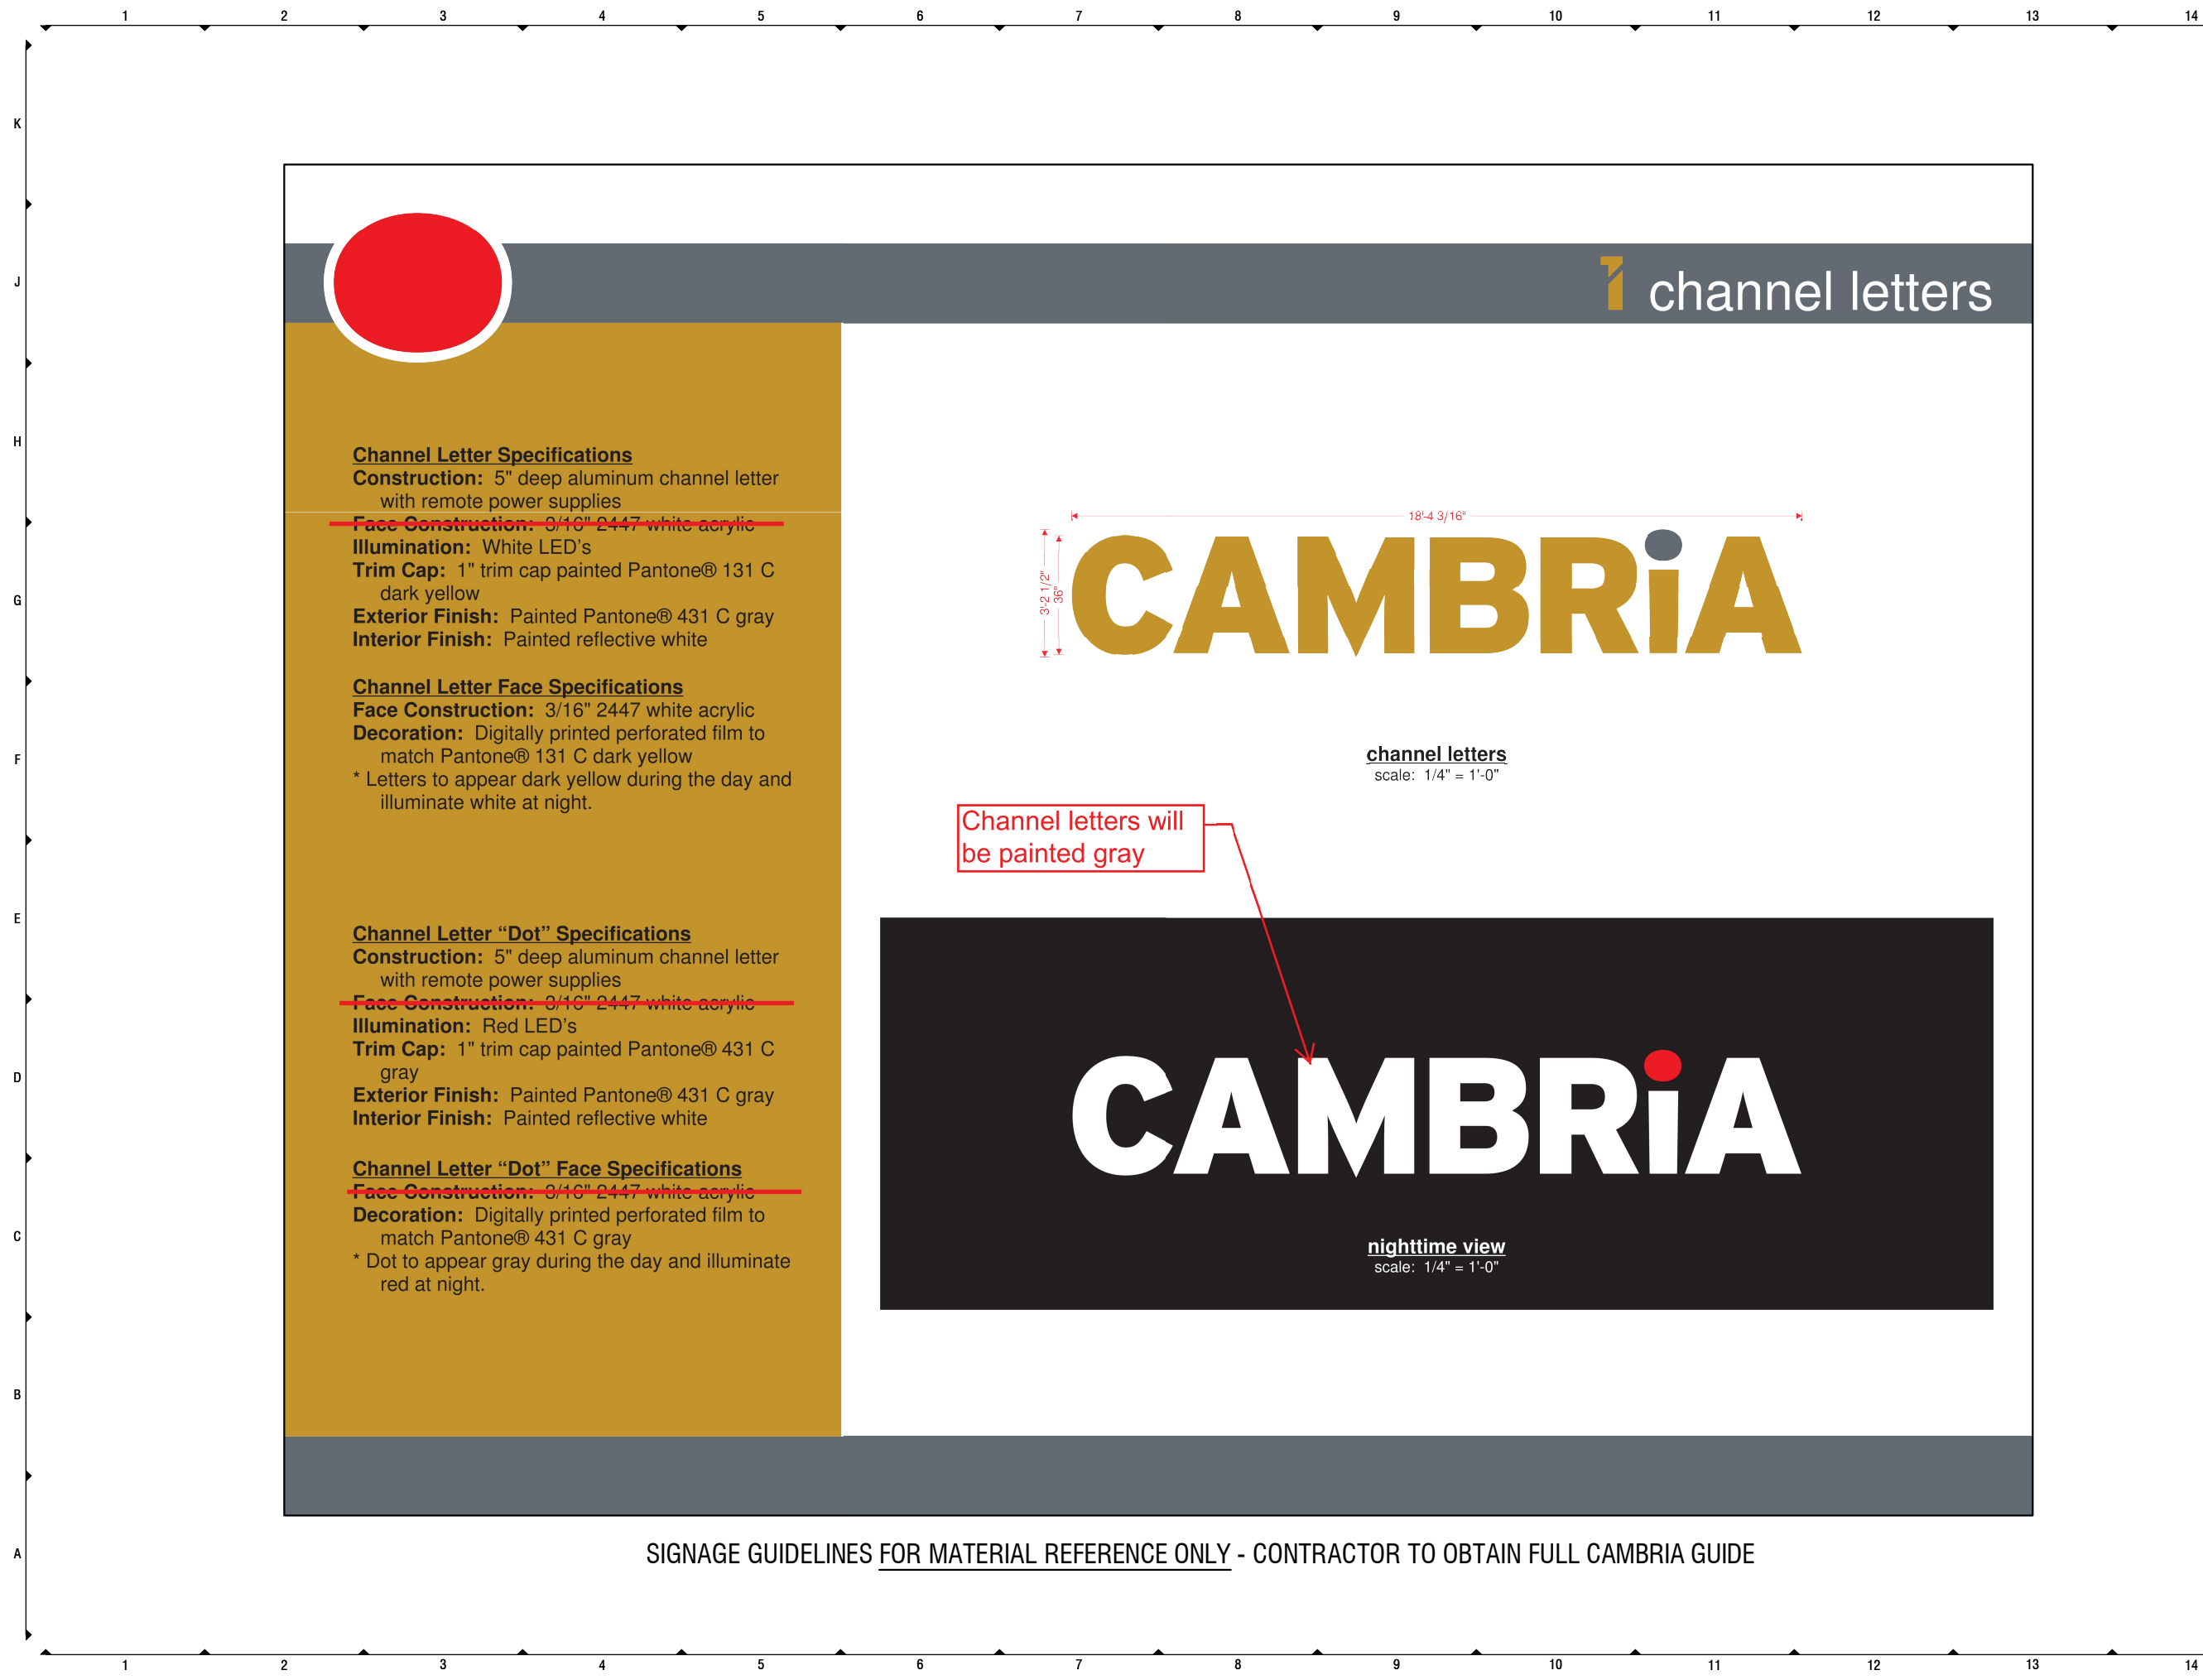 1 2 3 4 5 6 7 8 9 10 11 12 13 14
K
J
H
G
F
E
D
C
B
A
1 channel letters
Channel Letter Specifications
Construction: 5" deep aluminum channel letter
with remote power supplies
Face Construction: 3/16" 2447 white acrylic
Illumination: White LED’s
Trim Cap: 1" trim cap painted Pantone® 131 C
dark yellow
Exterior Finish: Painted Pantone® 431 C gray
Interior Finish: Painted reflective white
Channel Letter Face Specifications
Face Construction: 3/16" 2447 white acrylic
Decoration: Digitally printed perforated film to
match Pantone® 131 C dark yellow
* Letters to appear dark yellow during the day and
illuminate white at night.
Channel Letter “Dot” Specifications
Construction: 5" deep aluminum channel letter
with remote power supplies
Face Construction: 3/16" 2447 white acrylic
Illumination: Red LED’s
Trim Cap: 1" trim cap painted Pantone® 431 C
gray
Exterior Finish: Painted Pantone® 431 C gray
Interior Finish: Painted reflective white
Channel Letter “Dot” Face Specifications
Face Construction: 3/16" 2447 white acrylic
Decoration: Digitally printed perforated film to
match Pantone® 431 C gray
* Dot to appear gray during the day and illuminate
red at night.
18'-4 3/16"
3'-2 1/2"
36"
CAMBRiA
channel letters
scale: 1/4" = 1'-0"
Channel letters will
be painted gray
CAMBRiA
nighttime view
scale: 1/4" = 1'-0"
SIGNAGE GUIDELINES FOR MATERIAL REFERENCE ONLY - CONTRACTOR TO OBTAIN FULL CAMBRIA GUIDE
1 2 3 4 5 6 7 8 9 10 11 12 13 14